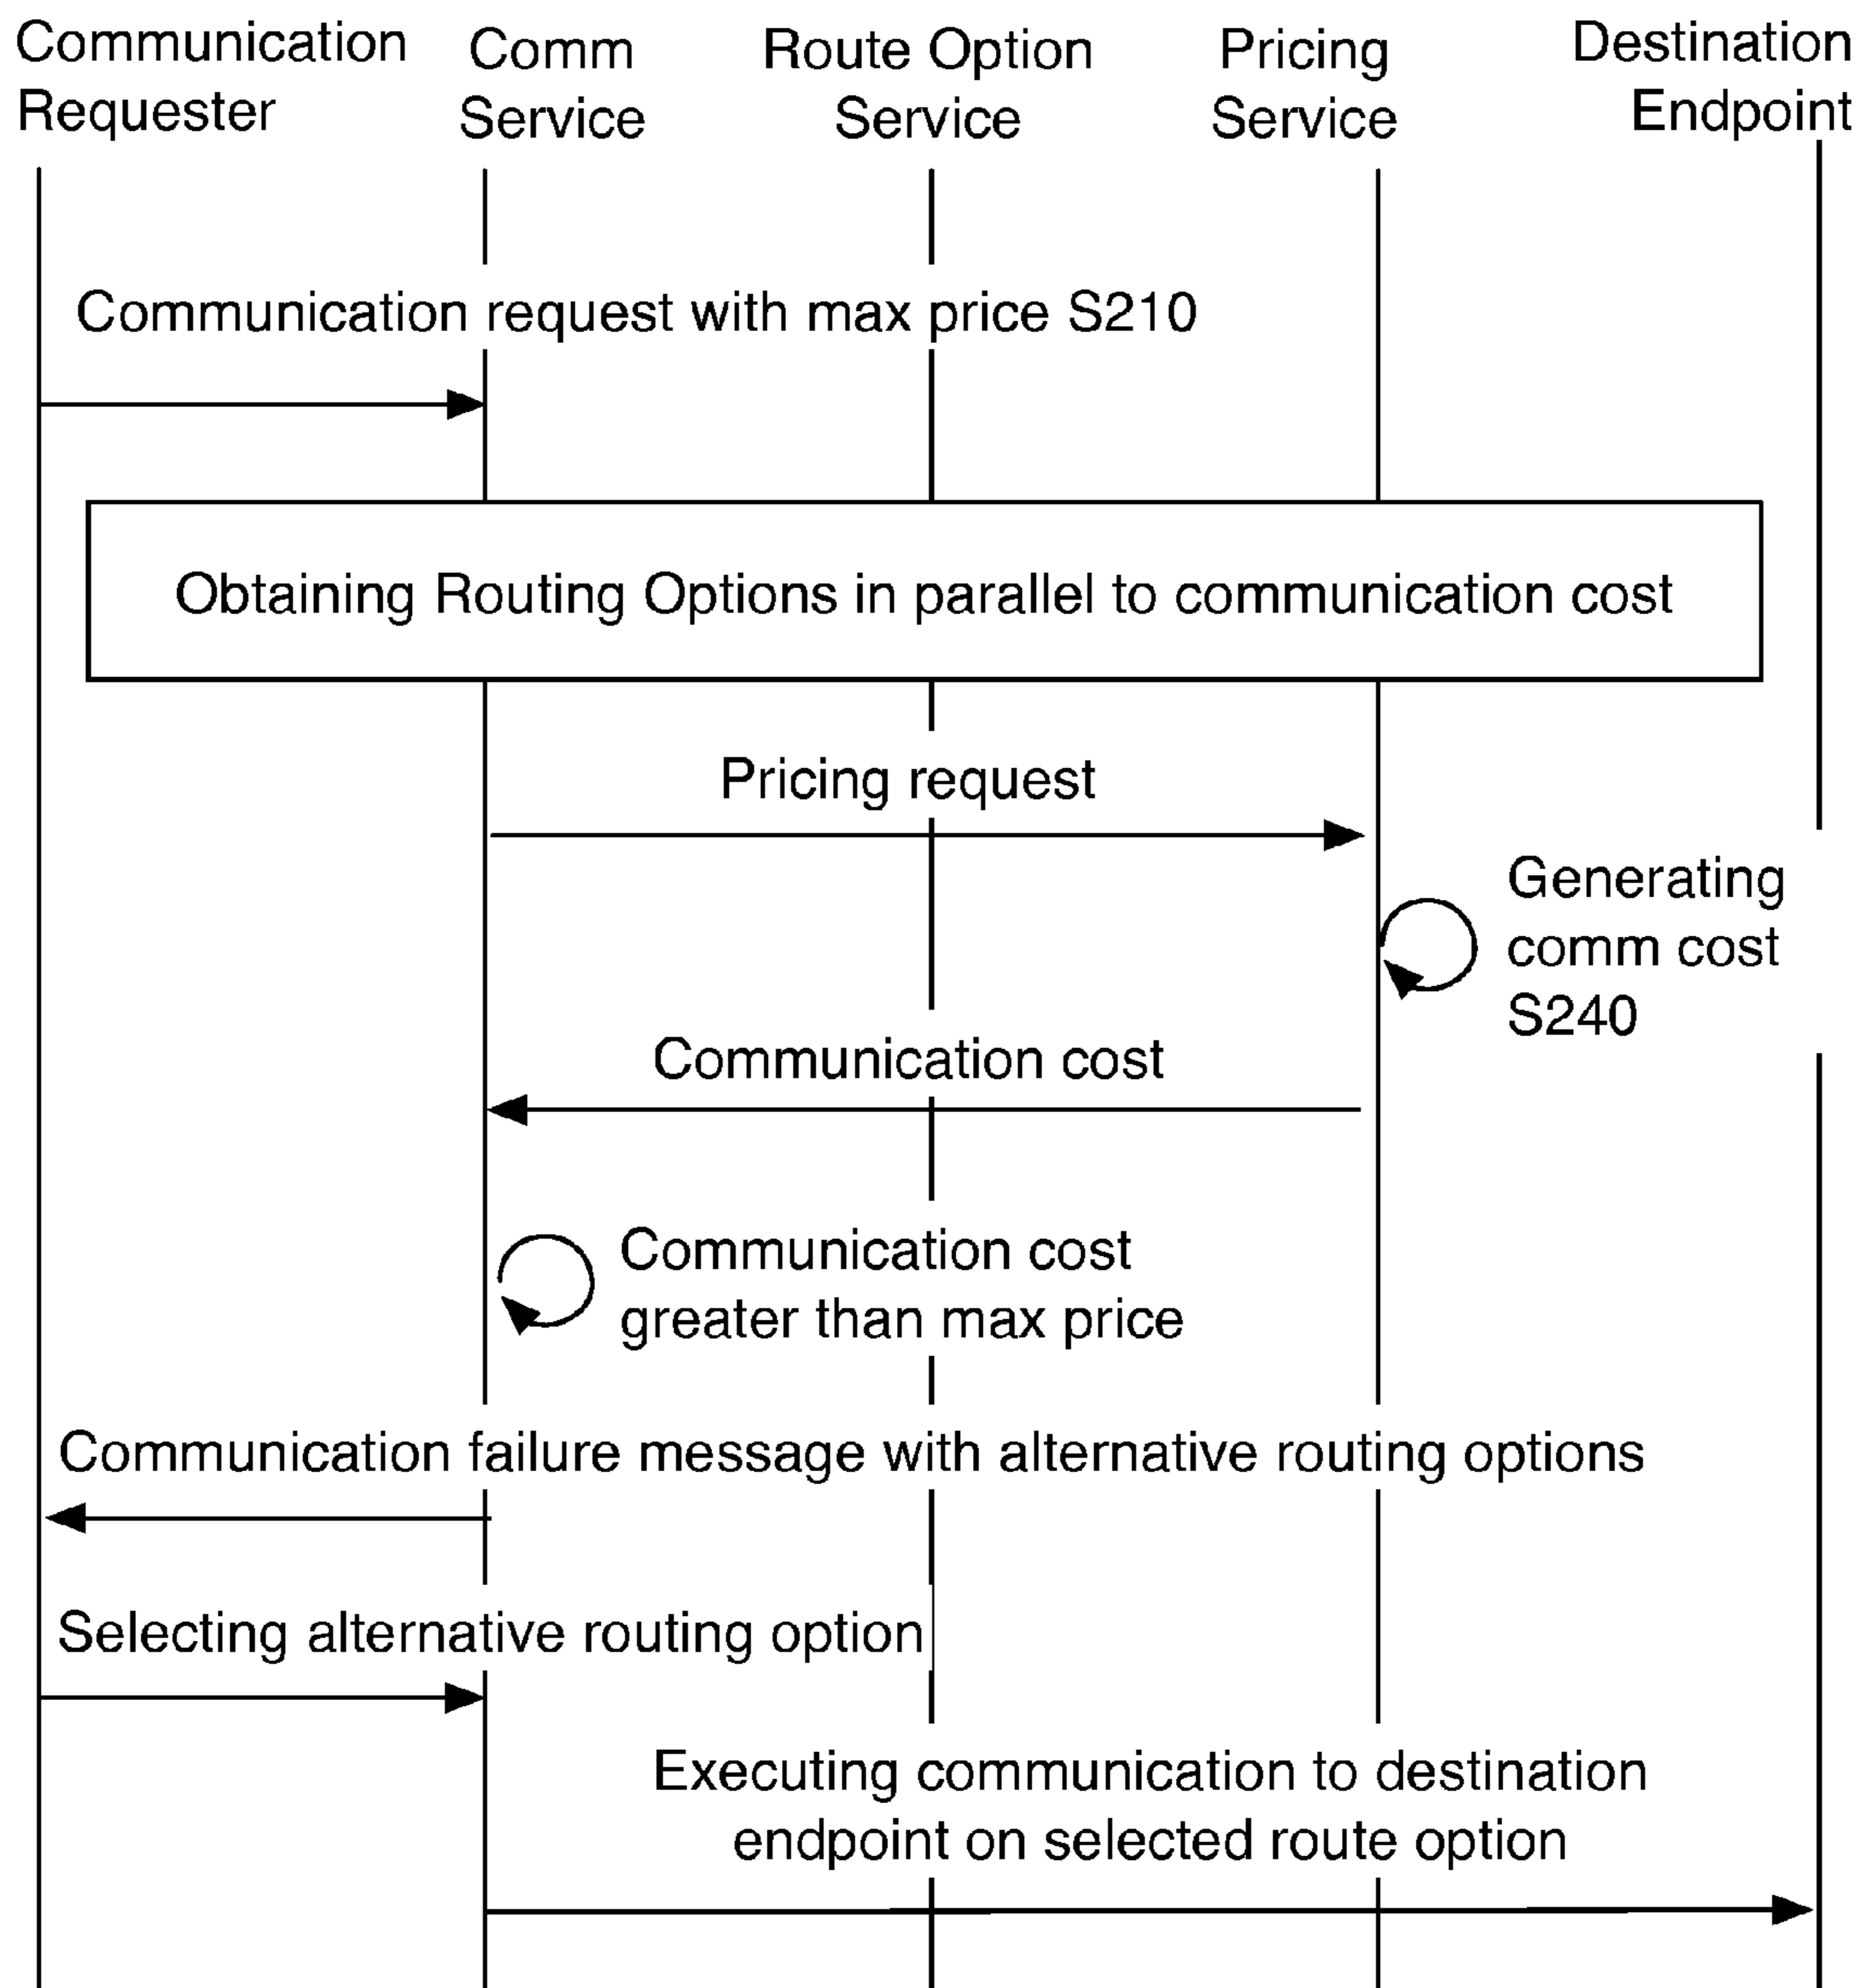 Communication
Requester
Comm
Service
Route Option
Service
Pricing
Service
Destination
Endpoint
Communication request with max price S210
Obtaining Routing Options in parallel to communication cost
Pricing request
Generating
comm cost
S240
Communication cost
Communication cost
greater than max price
Communication failure message with alternative routing options
Selecting alternative routing option
Executing communication to destination
endpoint on selected route option